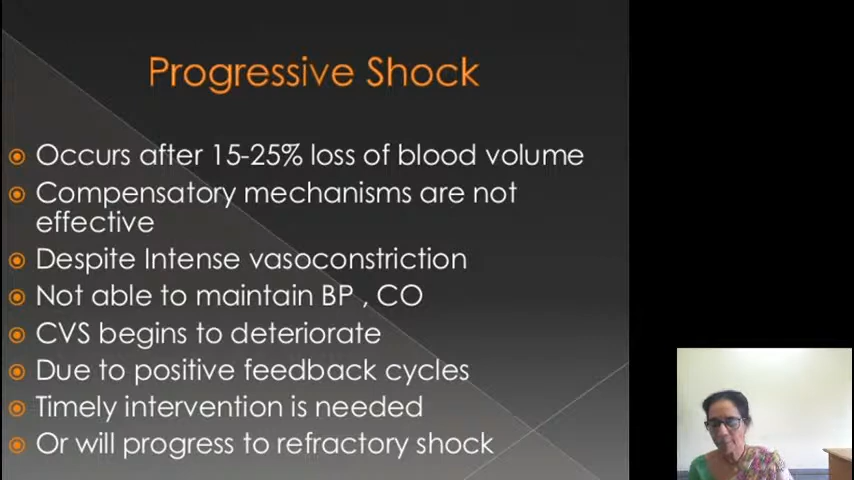 Progressive Shock
Occurs after 15-25% loss of blood volume
Compensatory mechanisms are not
effective
Despite Intense vasoconstriction
Not able to maintain BP , CO
CVS begins to deteriorate
Due to positive feedback cycles
Timely intervention is needed
Or will progress to refractory shock